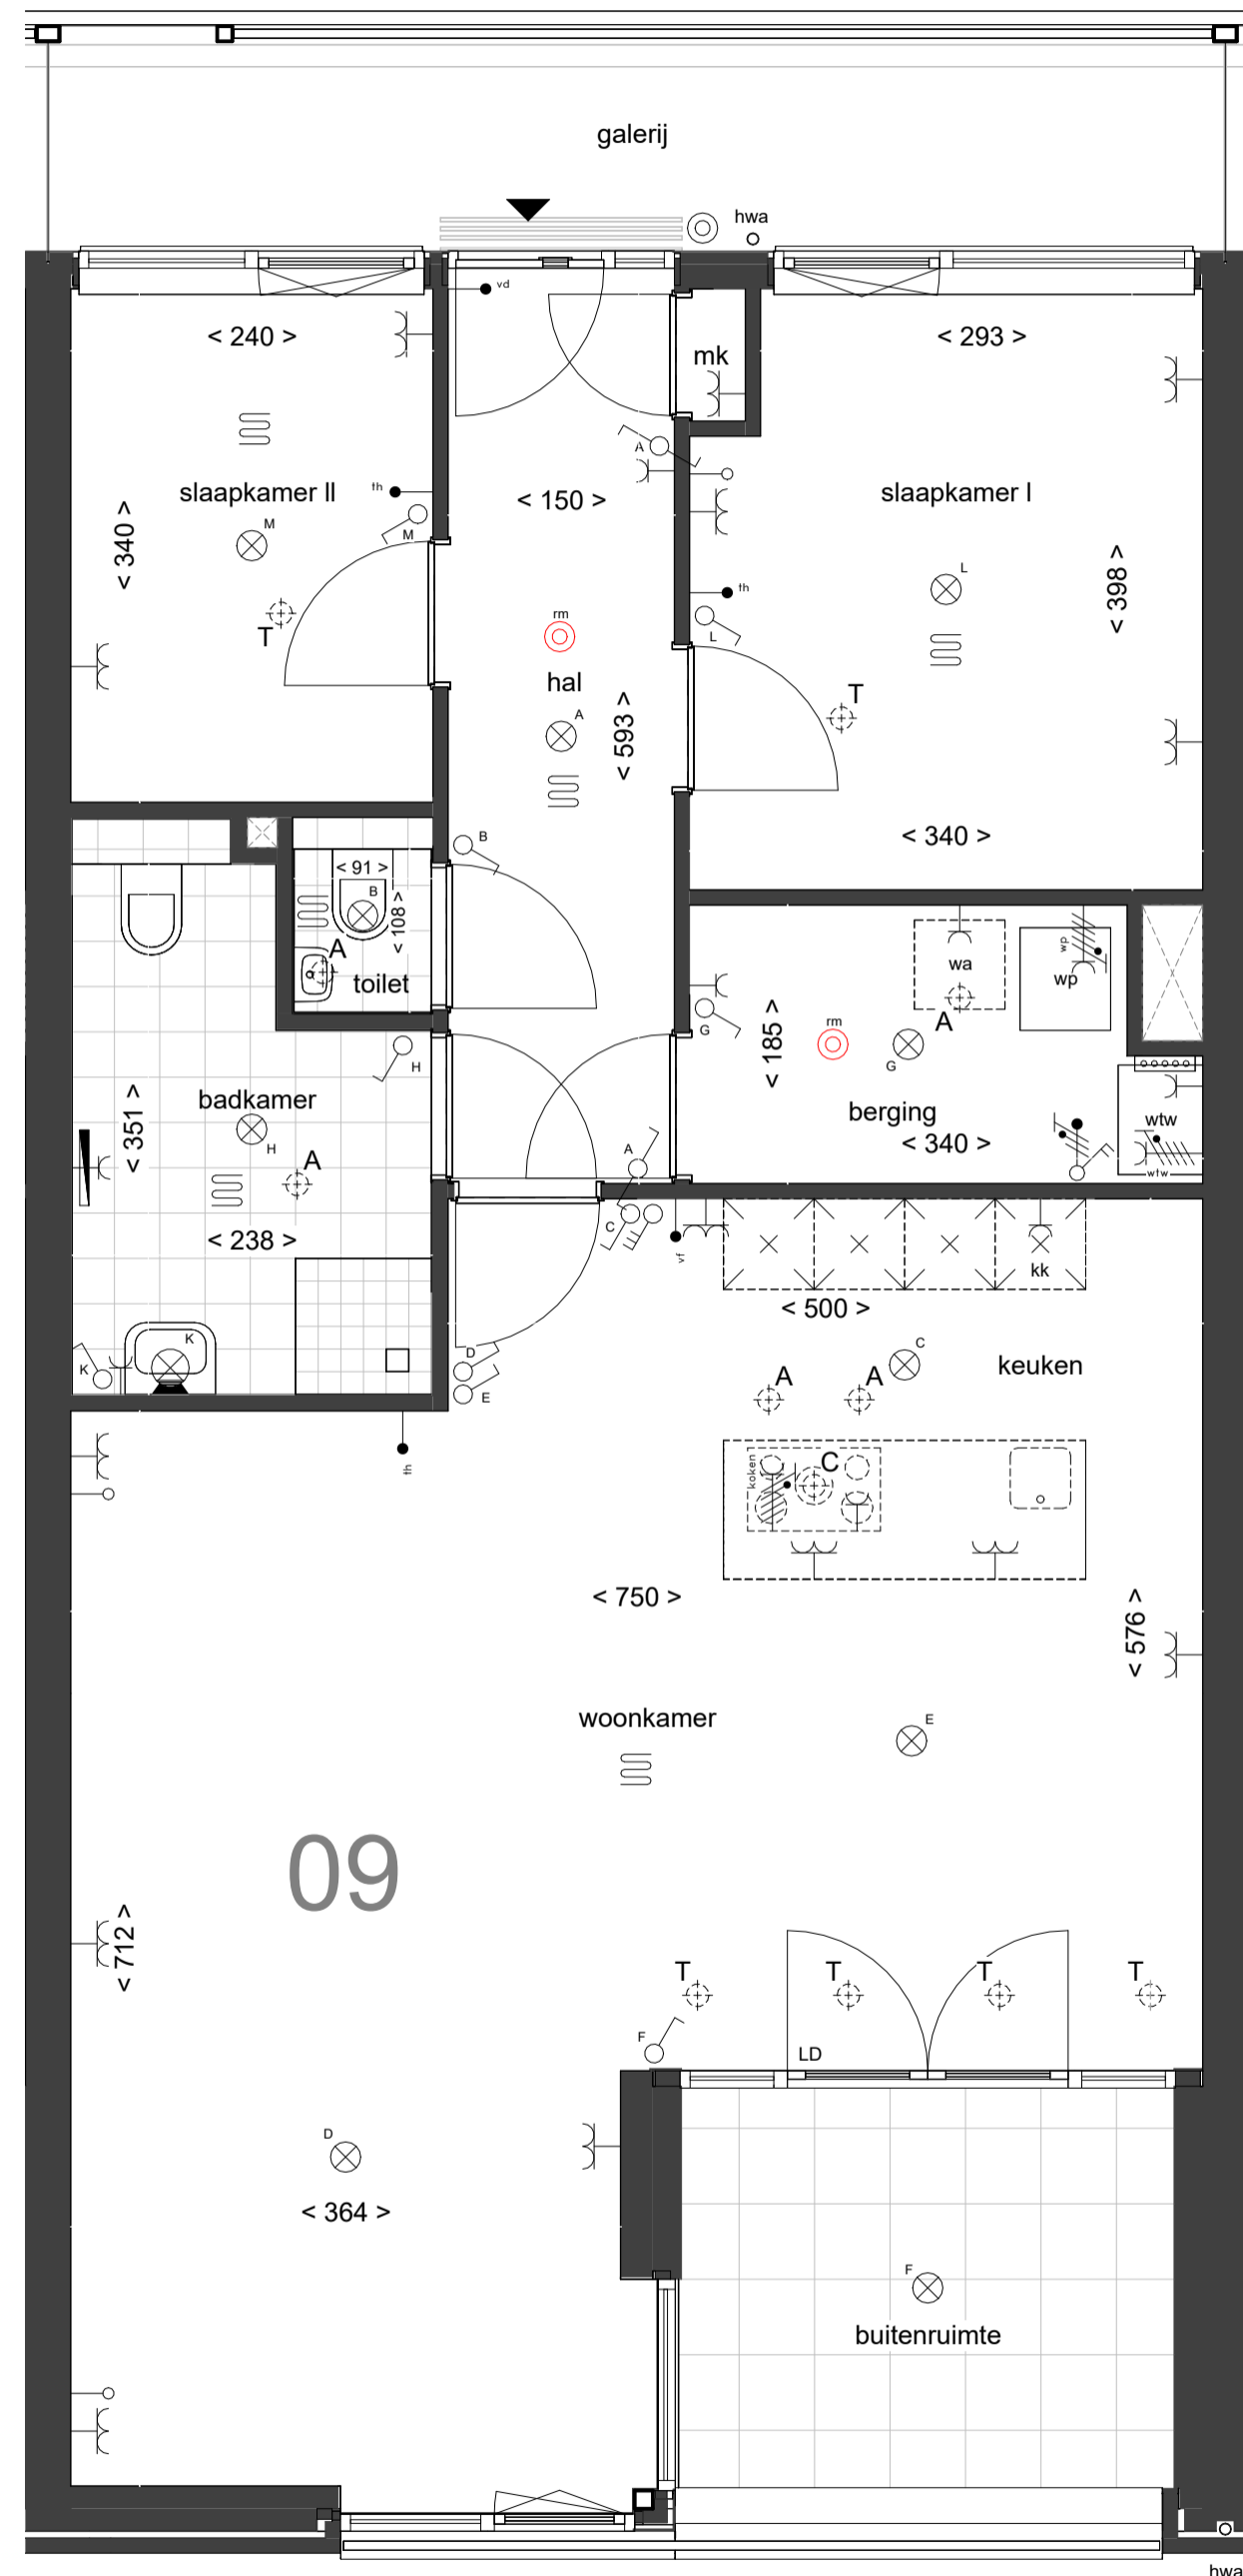 galerij
hwa
vd
< 240 >
mk
< 293 >
A
< 150 >
slaapkamer II
th
M
M
< 340 >
T
slaapkamer I
th
L
L
< 398 >
T
rm
hal
A
< 593 >
B
< 340 >
< 91 >
B
< 108 >
A
toilet
wa
A
wp
wp
G
< 185 >
rm
G
berging
< 340 >
wtw
wtw
H
badkamer
H
A
< 351 >
< 238 >
K
K
A
C
vf
kk
< 500 >
D
E
C
keuken
A
A
th
koken
C
< 750 >
< 576 >
woonkamer
E
09
< 712 >
T
T
T
T
F
LD
D
< 364 >
F
buitenruimte
hwa